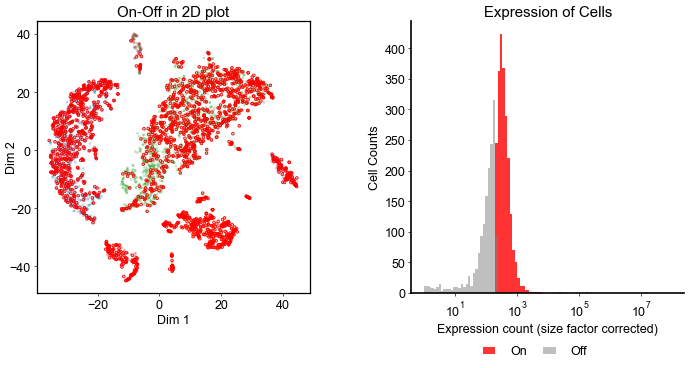 On-Off in 2D plot
40
20
0
−20
−40
Dim 2
−20 0 20 40
Dim 1
Expression of Cells
400
350
300
250
200
150
100
50
0
Cell Counts
10^1 10^3 10^5 10^7
Expression count (size factor corrected)
On Off